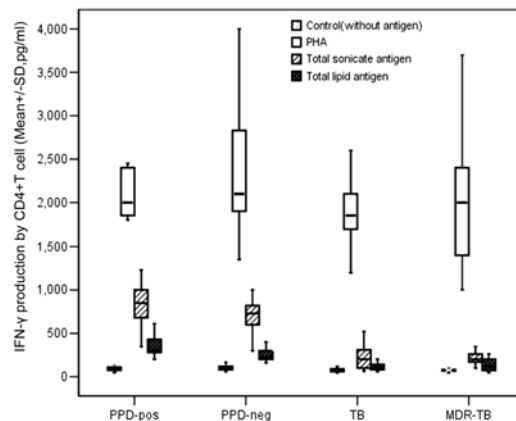 IFN-γ production by CD4+T cell (Mean+/-SD,pg/ml)
4,000
3,500
3,000
2,500
2,000
1,500
1,000
500
0
Control(without antigen)
PHA
Total sonicate antigen
Total lipid antigen
PPD-pos PPD-neg TB MDR-TB